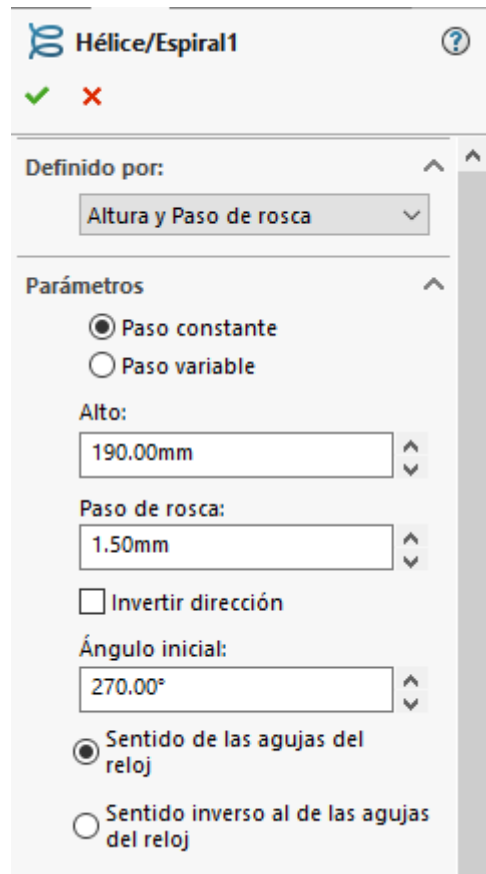 Hélice/Espiral1
Definido por:
Altura y Paso de rosca
Parámetros
Paso constante
Paso variable
Alto:
190.00mm
Paso de rosca:
1.50mm
Invertir dirección
Ángulo inicial:
270.00°
Sentido de las agujas del
reloj
Sentido inverso al de las agujas
del reloj